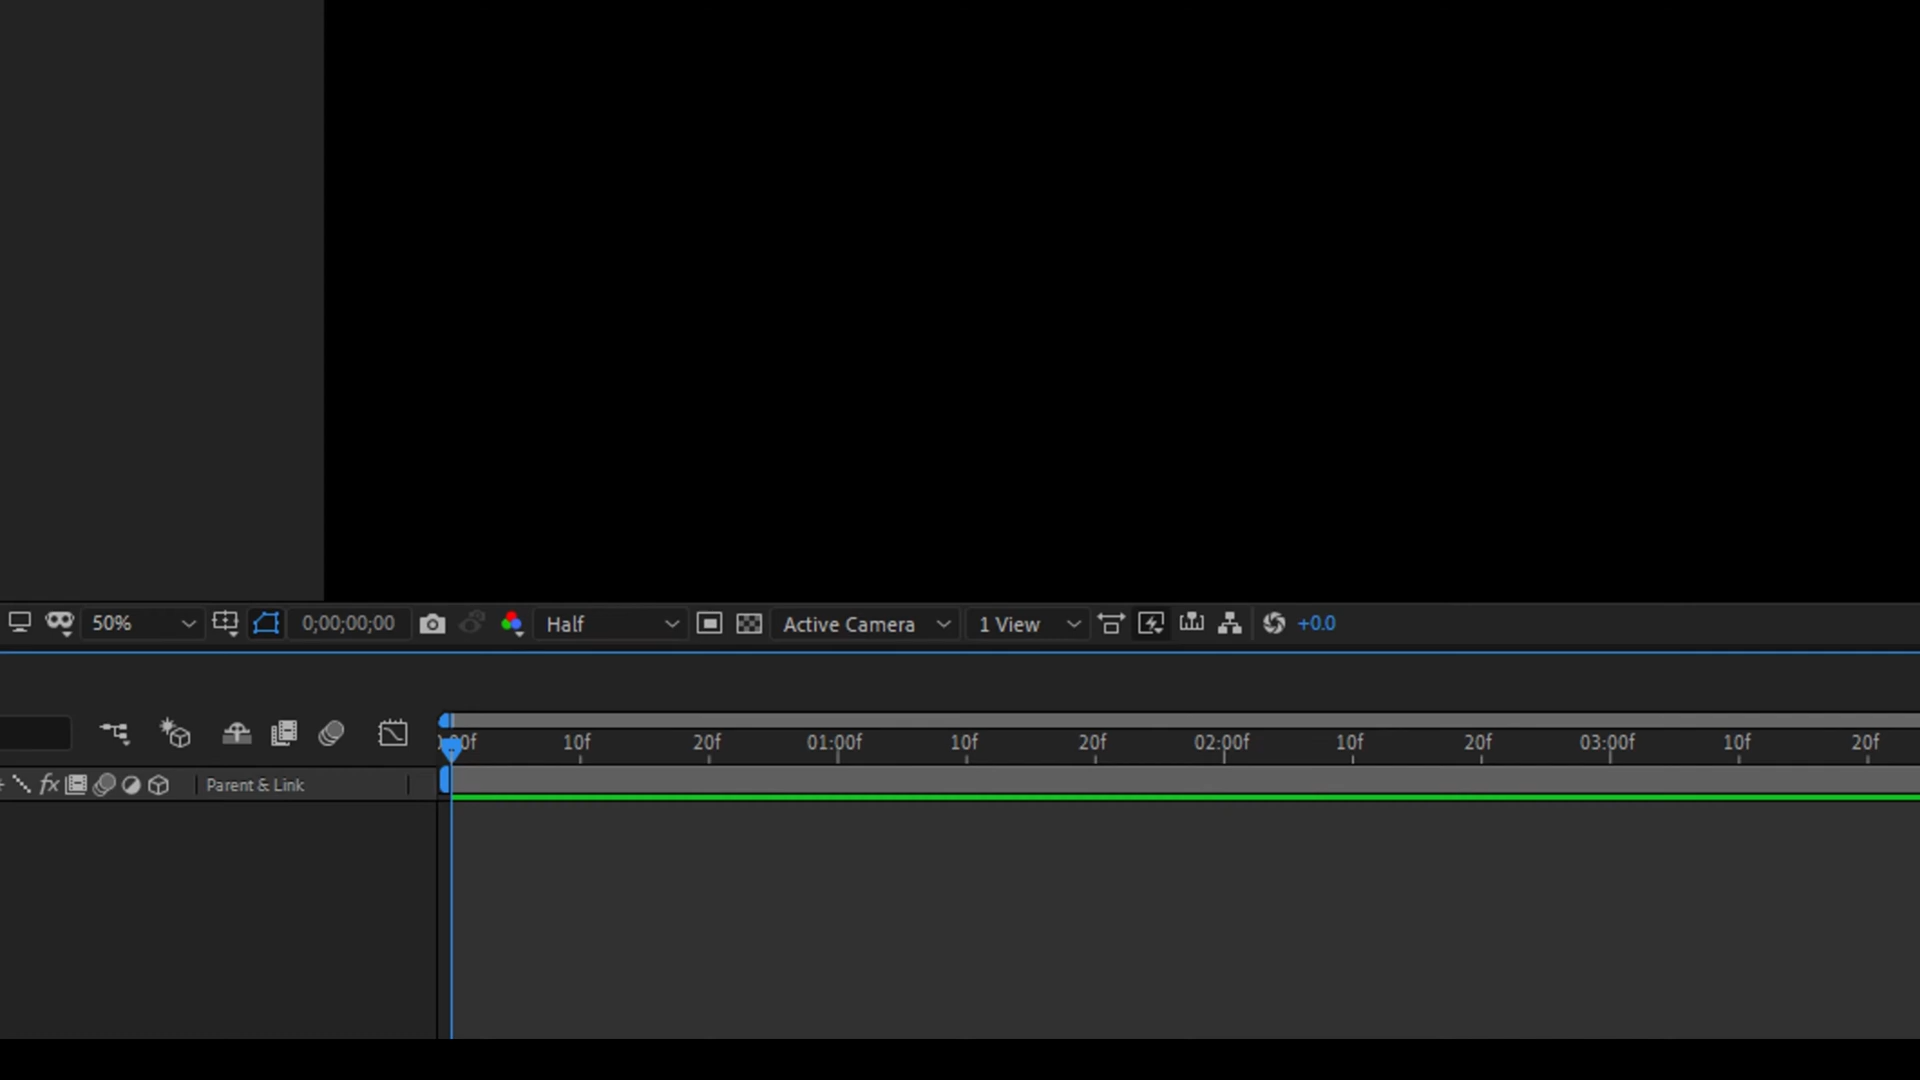 50% 0;00;00;00 Half Active Camera 1 View +0.0
10f 20f 01:00f 10f 20f 02:00f 10f 20f 03:00f 10f 20f
fx Parent & Link